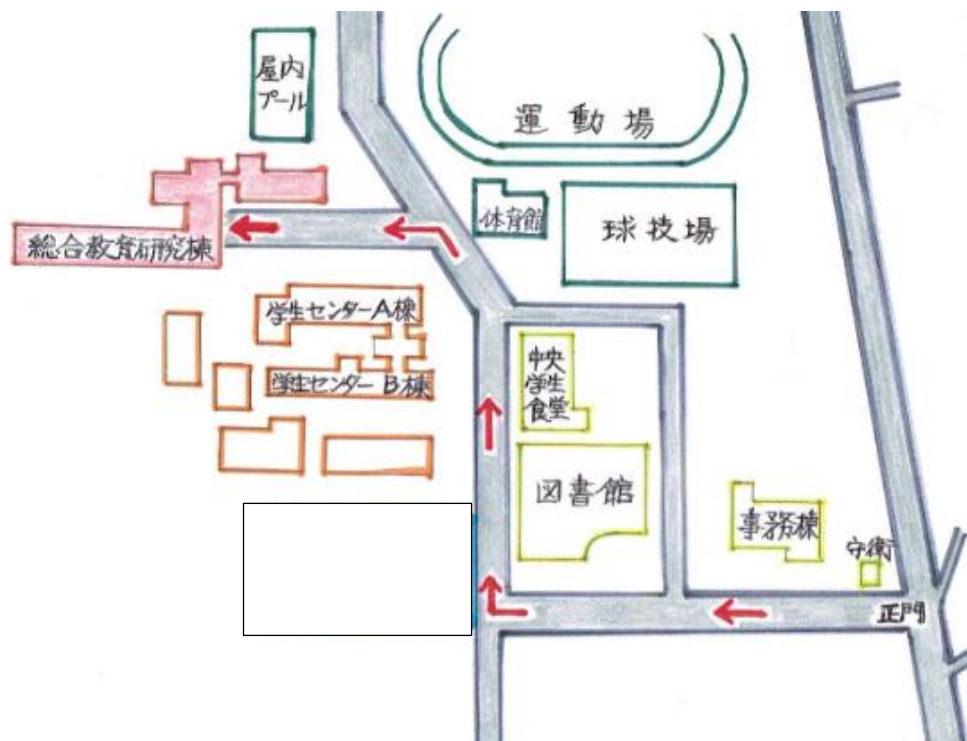 屋内
プール
運動場
体育館
球技場
総合教育研究棟
学生センターA棟
学生センターB棟
中央
学生
食堂
図書館
事務棟
守衛
正門